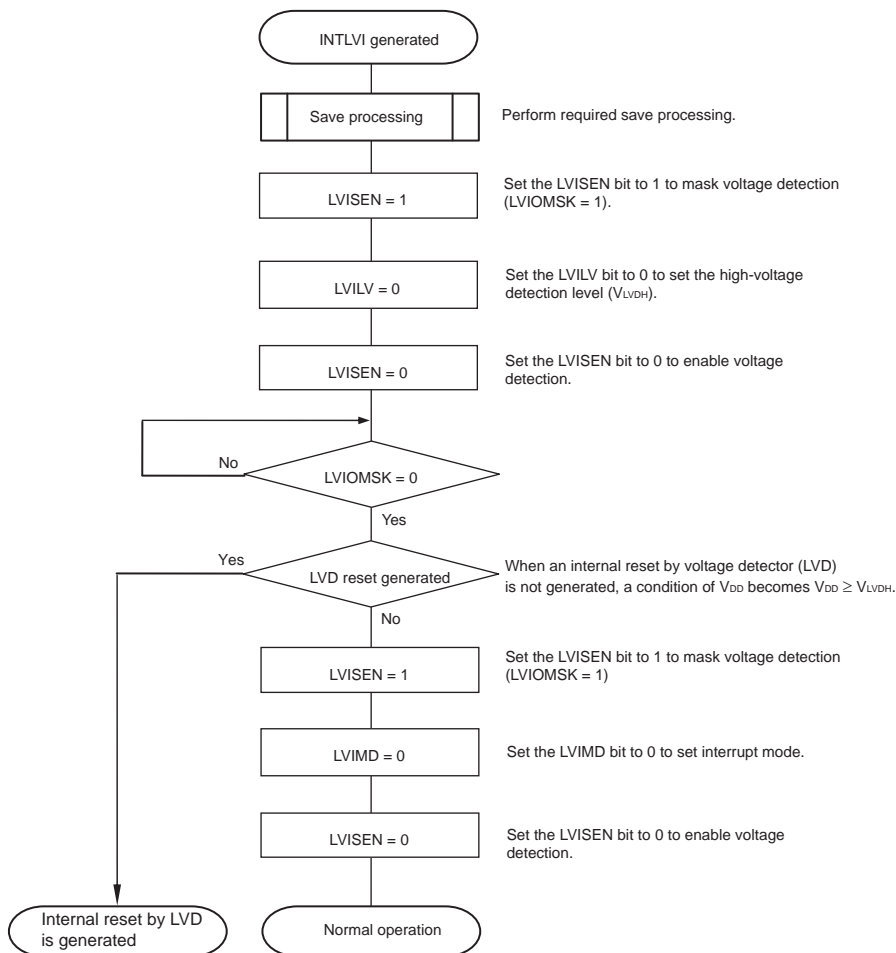 INTLVI generated
Save processing
Perform required save processing.
LVISEN = 1
Set the LVISEN bit to 1 to mask voltage detection
(LVIOMSK = 1).
LVILV = 0
Set the LVILV bit to 0 to set the high-voltage
detection level (VLVDH).
LVISEN = 0
Set the LVISEN bit to 0 to enable voltage
detection.
No
LVIOMSK = 0
Yes
Yes
LVD reset generated
When an internal reset by voltage detector (LVD)
is not generated, a condition of VDD becomes VDD ≥ VLVDH.
No
LVISEN = 1
Set the LVISEN bit to 1 to mask voltage detection
(LVIOMSK = 1)
LVIMD = 0
Set the LVIMD bit to 0 to set interrupt mode.
LVISEN = 0
Set the LVISEN bit to 0 to enable voltage
detection.
Internal reset by LVD
is generated
Normal operation